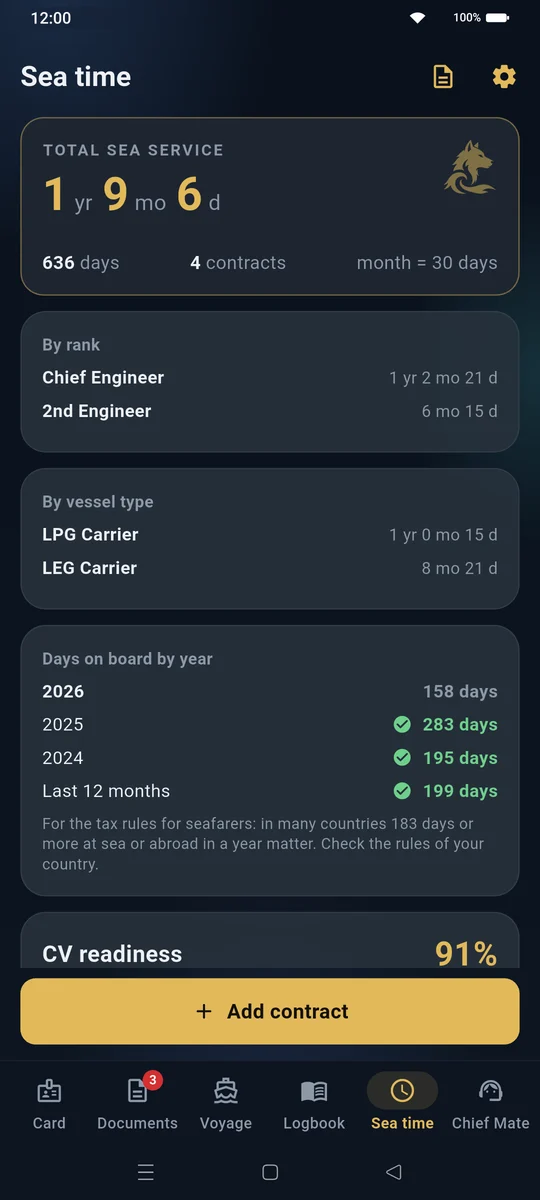 12:00
100%
Sea time
TOTAL SEA SERVICE
1 yr 9 mo 6 d
636 days 4 contracts month = 30 days
By rank
Chief Engineer 1 yr 2 mo 21 d
2nd Engineer 6 mo 15 d
By vessel type
LPG Carrier 1 yr 0 mo 15 d
LEG Carrier 8 mo 21 d
Days on board by year
2026 158 days
2025 283 days
2024 195 days
Last 12 months 199 days
For the tax rules for seafarers: in many countries 183 days or
more at sea or abroad in a year matter. Check the rules of your
country.
CV readiness 91%
+ Add contract
3
Card Documents Voyage Logbook Sea time Chief Mate